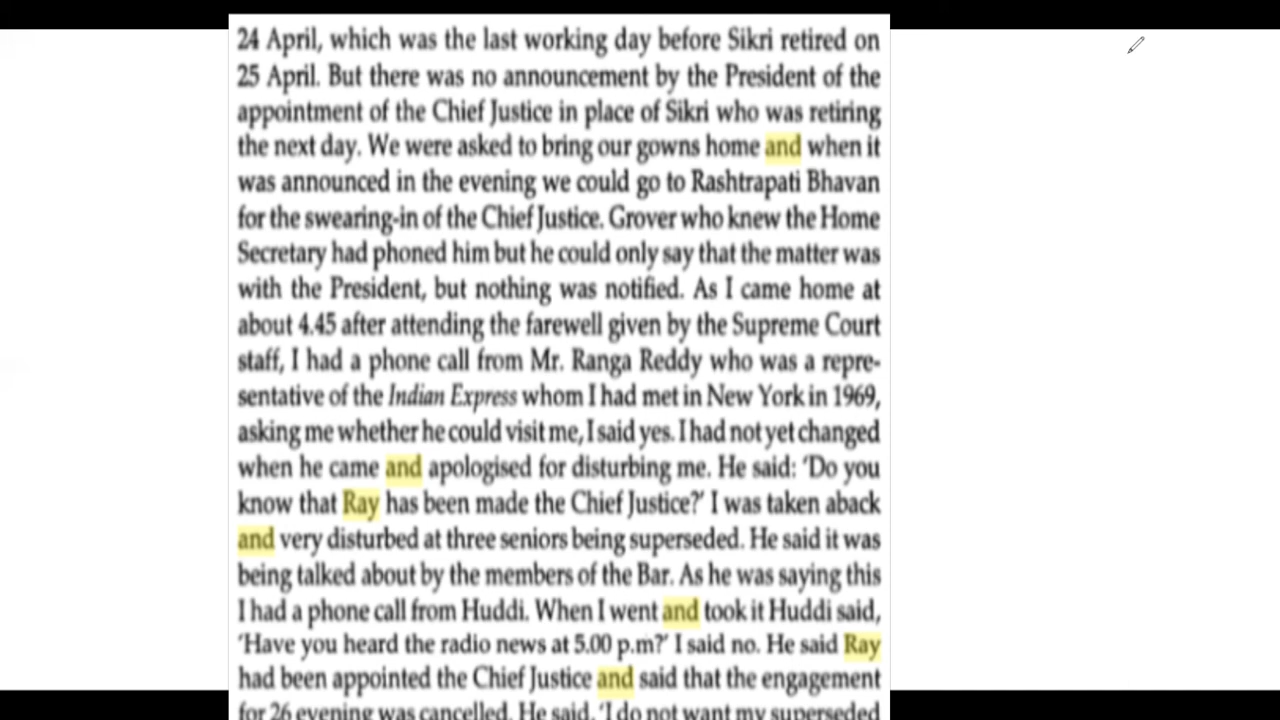 24 April, which was the last working day before Sikri retired on
25 April. But there was no announcement by the President of the
appointment of the Chief Justice in place of Sikri who was retiring
the next day. We were asked to bring our gowns home and when it
was announced in the evening we could go to Rashtrapati Bhavan
for the swearing-in of the Chief Justice. Grover who knew the Home
Secretary had phoned him but he could only say that the matter was
with the President, but nothing was notified. As I came home at
about 4.45 after attending the farewell given by the Supreme Court
staff, I had a phone call from Mr. Ranga Reddy who was a repre-
sentative of the Indian Express whom I had met in New York in 1969,
asking me whether he could visit me, I said yes. I had not yet changed
when he came and apologised for disturbing me. He said: 'Do you
know that Ray has been made the Chief Justice?' I was taken aback
and very disturbed at three seniors being superseded. He said it was
being talked about by the members of the Bar. As he was saying this
I had a phone call from Huddi. When I went and took it Huddi said,
'Have you heard the radio news at 5.00 p.m?' I said no. He said Ray
had been appointed the Chief Justice and said that the engagement
for 26 evening was cancelled. He said, 'I do not want my superseded